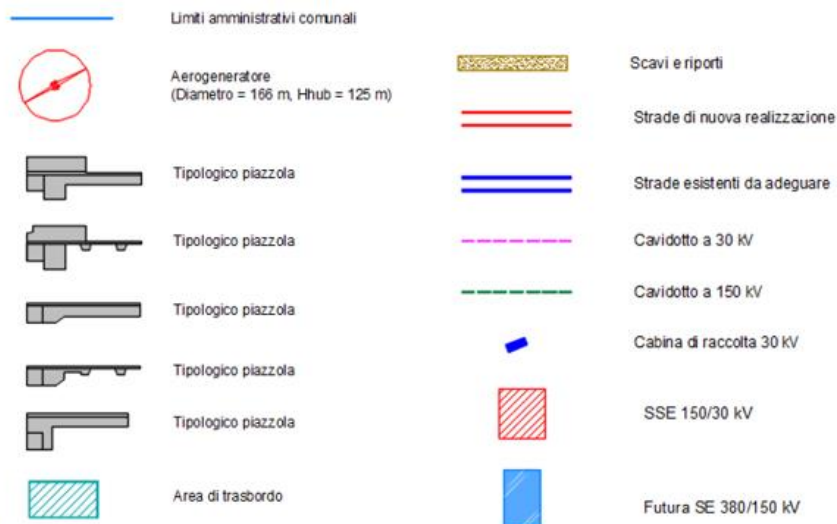 Limiti amministrativi comunali
Aerogeneratore
(Diametro = 166 m, Hhub = 125 m)
Tipologico piazzola
Tipologico piazzola
Tipologico piazzola
Tipologico piazzola
Tipologico piazzola
Area di trasbordo
Scavi e riporti
Strade di nuova realizzazione
Strade esistenti da adeguare
Cavidotto a 30 kV
Cavidotto a 150 kV
Cabina di raccolta 30 kV
SSE 150/30 kV
Futura SE 380/150 kV